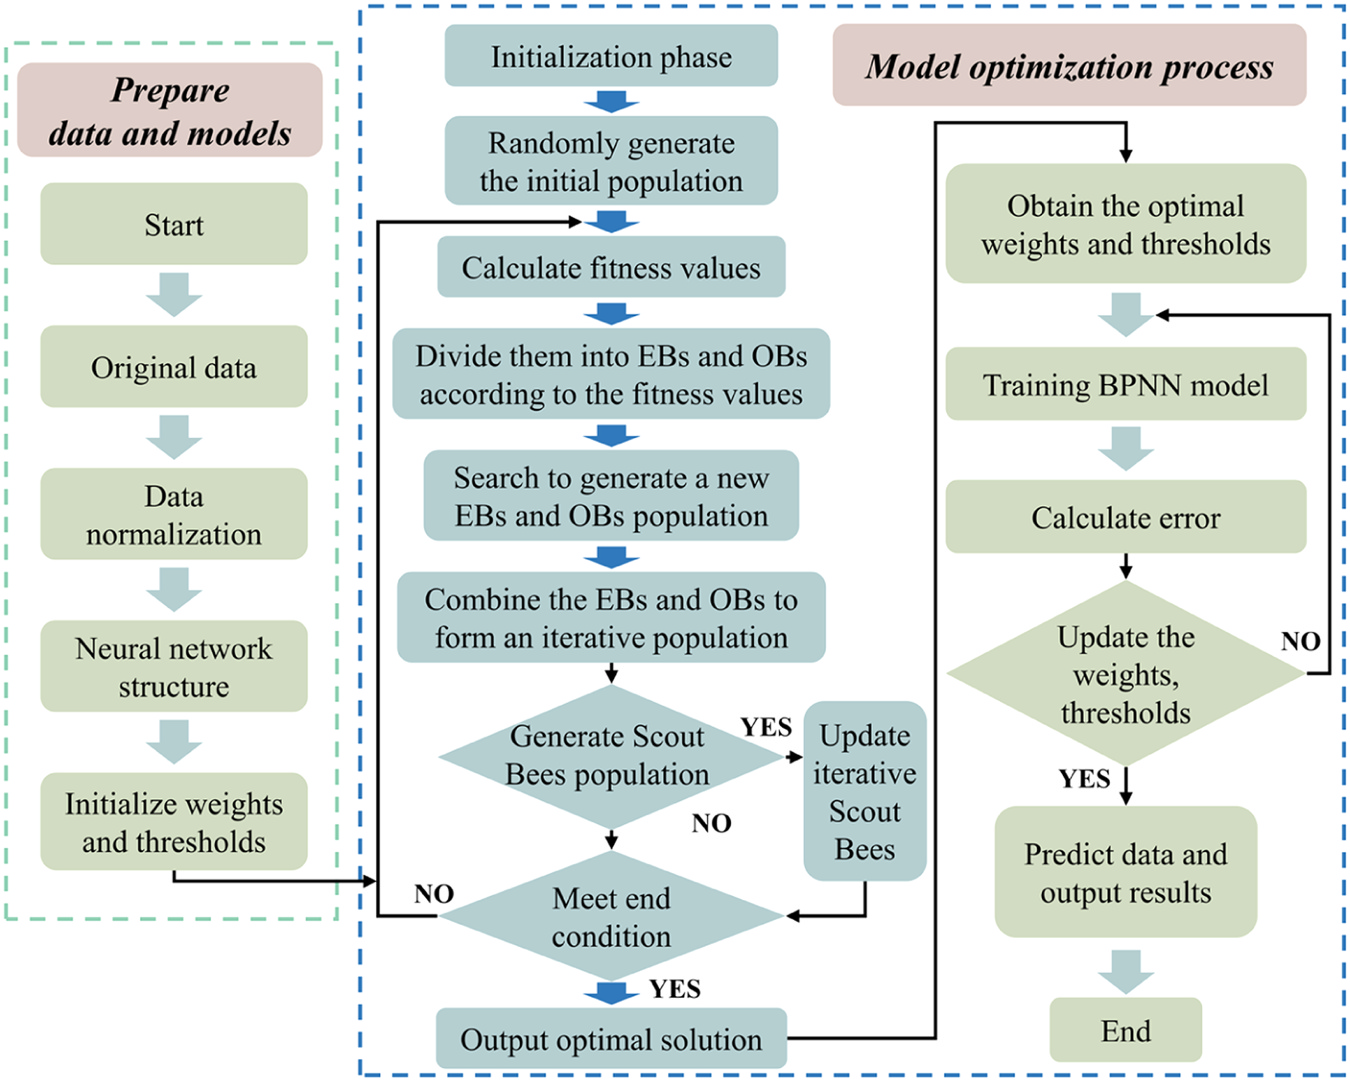 Prepare
data and models
Start
Original data
Data
normalization
Neural network
structure
Initialize weights
and thresholds
Initialization phase
Randomly generate
the initial population
Calculate fitness values
Divide them into EBs and OBs
according to the fitness values
Search to generate a new
EBs and OBs population
Combine the EBs and OBs to
form an iterative population
Generate Scout
Bees population
YES
NO
Update
iterative
Scout
Bees
Meet end
condition
NO
YES
Output optimal solution
Model optimization process
Obtain the optimal
weights and thresholds
Training BPNN model
Calculate error
Update the
weights,
thresholds
NO
YES
Predict data and
output results
End